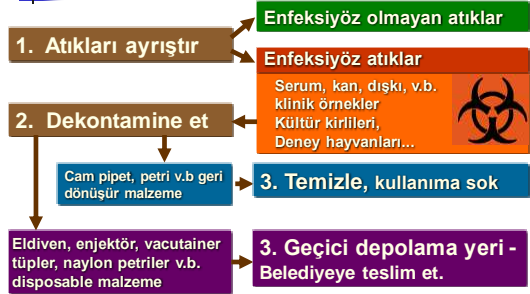 Enfeksiyöz olmayan atıklar
1. Atıkları ayrıştır
Enfeksiyöz atıklar
Serum, kan, dışkı, v.b.
klinik örnekler
Kültür kirlileri,
Deney hayvanları...
2. Dekontamine et
Cam pipet, petri v.b geri
dönüşür malzeme
3. Temizle, kullanıma sok
Eldiven, enjektör, vacutainer
tüpler, naylon petriler v.b.
disposable malzeme
3. Geçici depolama yeri -
Belediyeye teslim et.